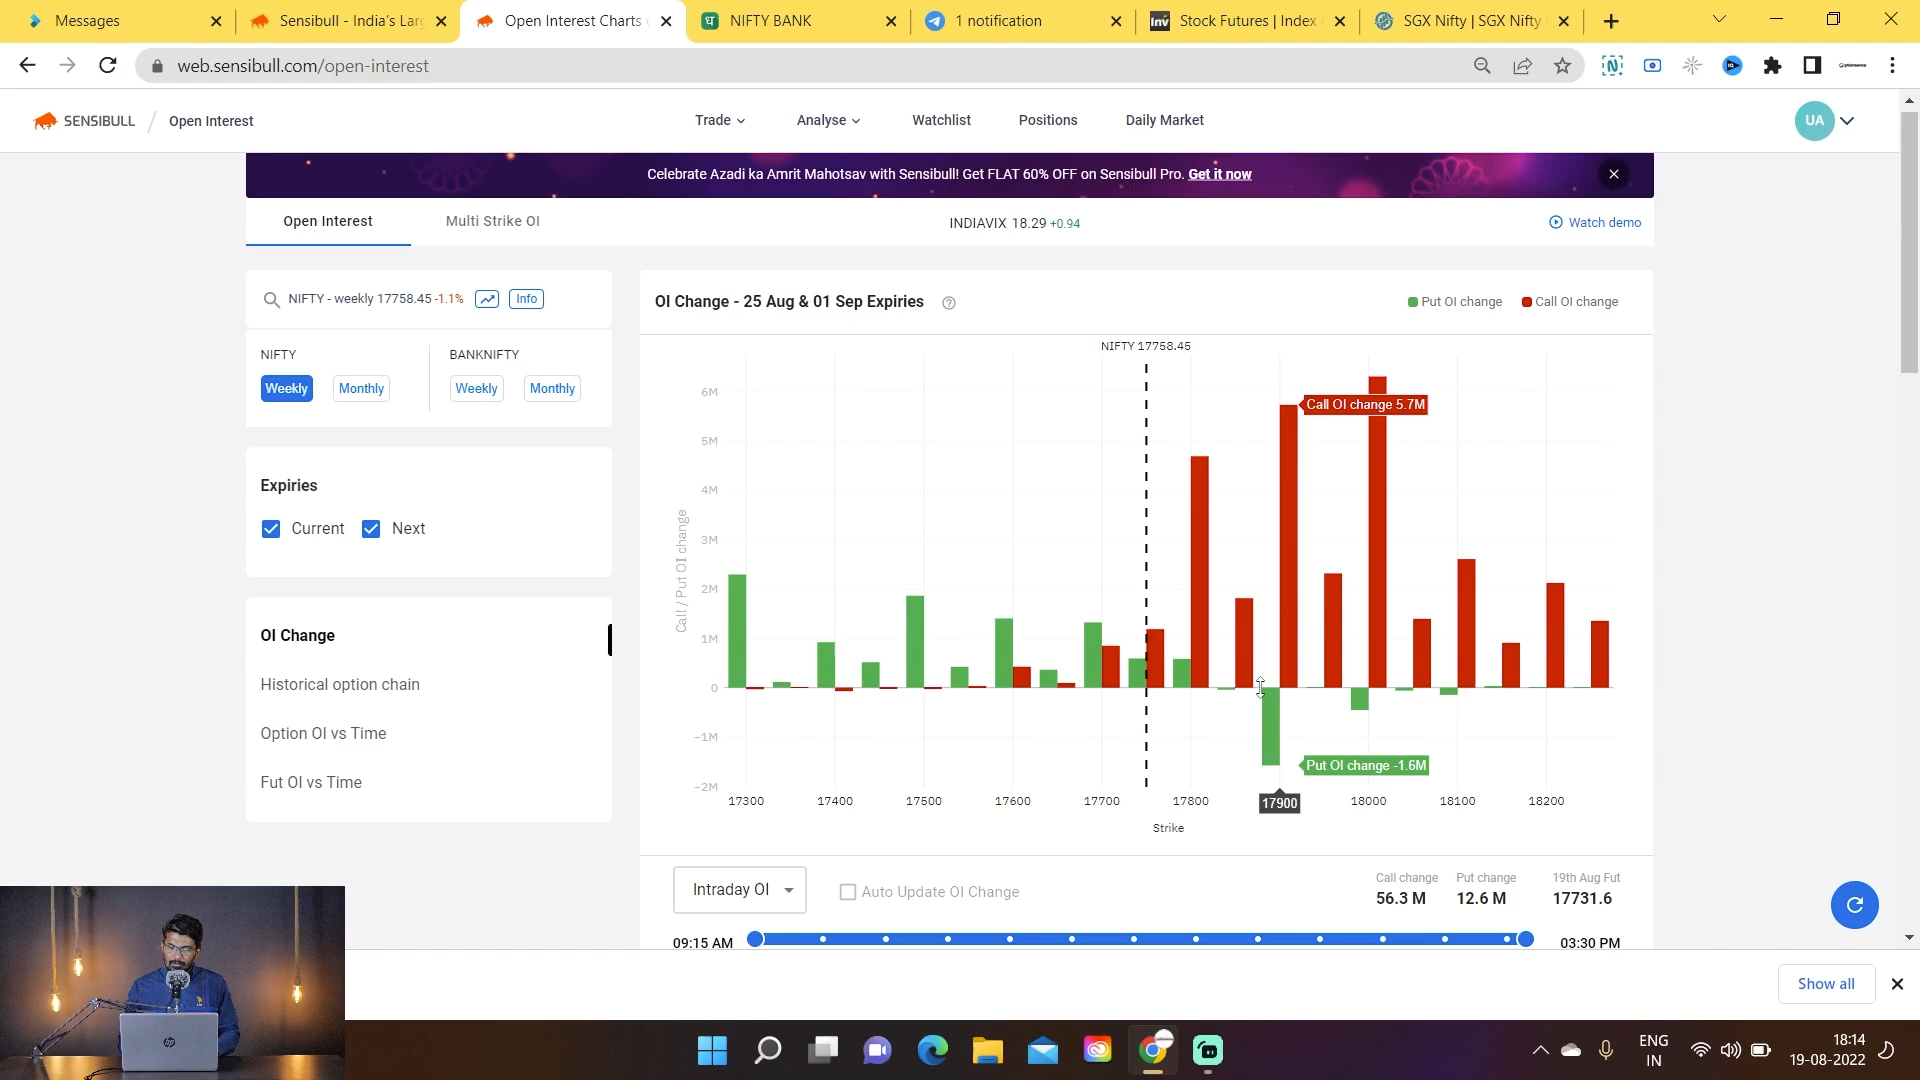 Messages
Sensibull - India's Larg
Open Interest Charts
NIFTY BANK
1 notification
Stock Futures | Index
SGX Nifty | SGX Nifty
web.sensibull.com/open-interest
SENSIBULL / Open Interest
Trade
Analyse
Watchlist
Positions
Daily Market
UA
Celebrate Azadi ka Amrit Mahotsav with Sensibull! Get FLAT 60% OFF on Sensibull Pro. Get it now
Open Interest
Multi Strike OI
INDIAVIX 18.29 +0.94
Watch demo
NIFTY - weekly 17758.45 -1.1%
Info
NIFTY
BANKNIFTY
Weekly
Monthly
Weekly
Monthly
Expiries
Current
Next
OI Change
Historical option chain
Option OI vs Time
Fut OI vs Time
OI Change - 25 Aug & 01 Sep Expiries
Put OI change
Call OI change
NIFTY 17758.45
Call / Put OI change
6M
5M
4M
3M
2M
1M
0
−1M
−2M
Call OI change 5.7M
Put OI change -1.6M
17300
17400
17500
17600
17700
17800
17900
18000
18100
18200
Strike
Intraday OI
Auto Update OI Change
Call change
56.3 M
Put change
12.6 M
19th Aug Fut
17731.6
09:15 AM
03:30 PM
Show all
ENG
IN
18:14
19-08-2022